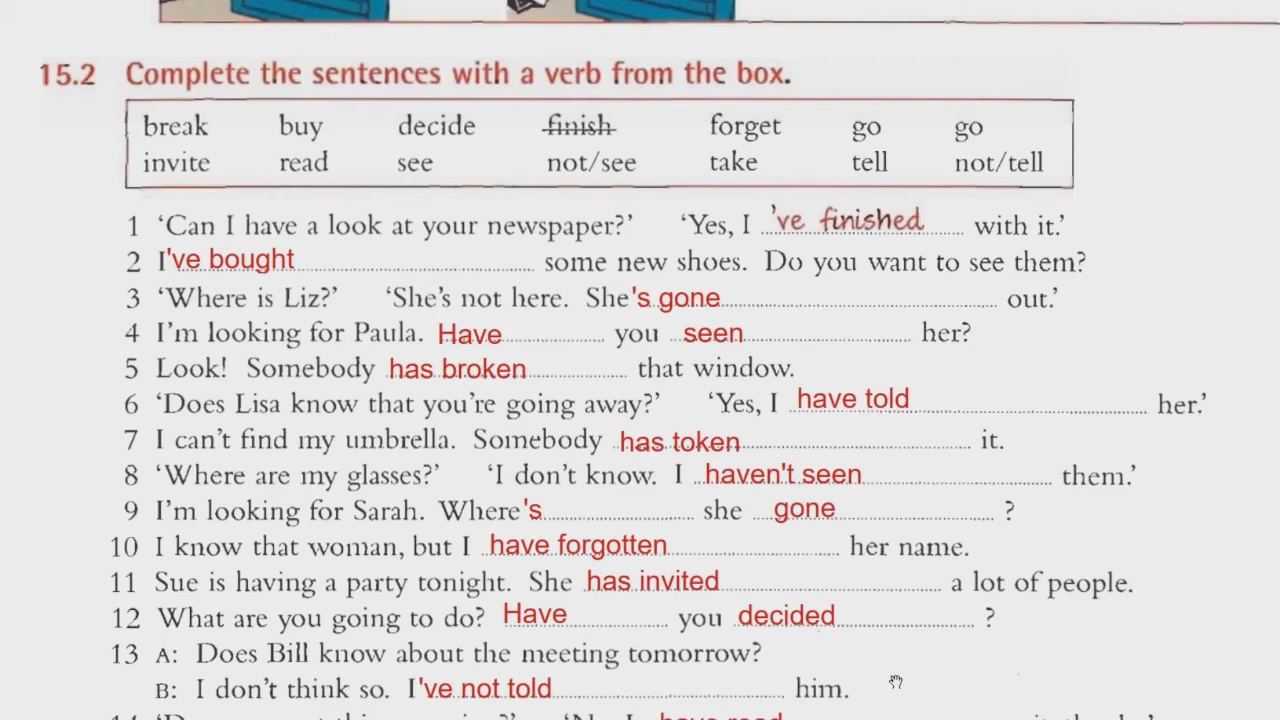 15.2 Complete the sentences with a verb from the box.
break buy decide finish forget go go
invite read see not/see take tell not/tell
1 ‘Can I have a look at your newspaper?’ ‘Yes, I 've finished with it.’
2 I've bought some new shoes. Do you want to see them?
3 ‘Where is Liz?’ ‘She's not here. She's gone out.’
4 I'm looking for Paula. Have you seen her?
5 Look! Somebody has broken that window.
6 ‘Does Lisa know that you're going away?’ ‘Yes, I have told her.’
7 I can't find my umbrella. Somebody has token it.
8 ‘Where are my glasses?’ ‘I don't know. I haven't seen them.’
9 I'm looking for Sarah. Where's she gone ?
10 I know that woman, but I have forgotten her name.
11 Sue is having a party tonight. She has invited a lot of people.
12 What are you going to do? Have you decided ?
13 A: Does Bill know about the meeting tomorrow?
B: I don't think so. I've not told him.